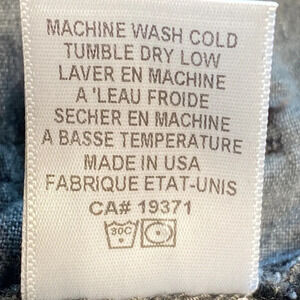 MACHINE WASH COLD
TUMBLE DRY LOW
LAVER EN MACHINE
A 'LEAU FROIDE
SECHER EN MACHINE
A BASSE TEMPERATURE
MADE IN USA
FABRIQUE ETAT-UNIS
CA# 19371
30C